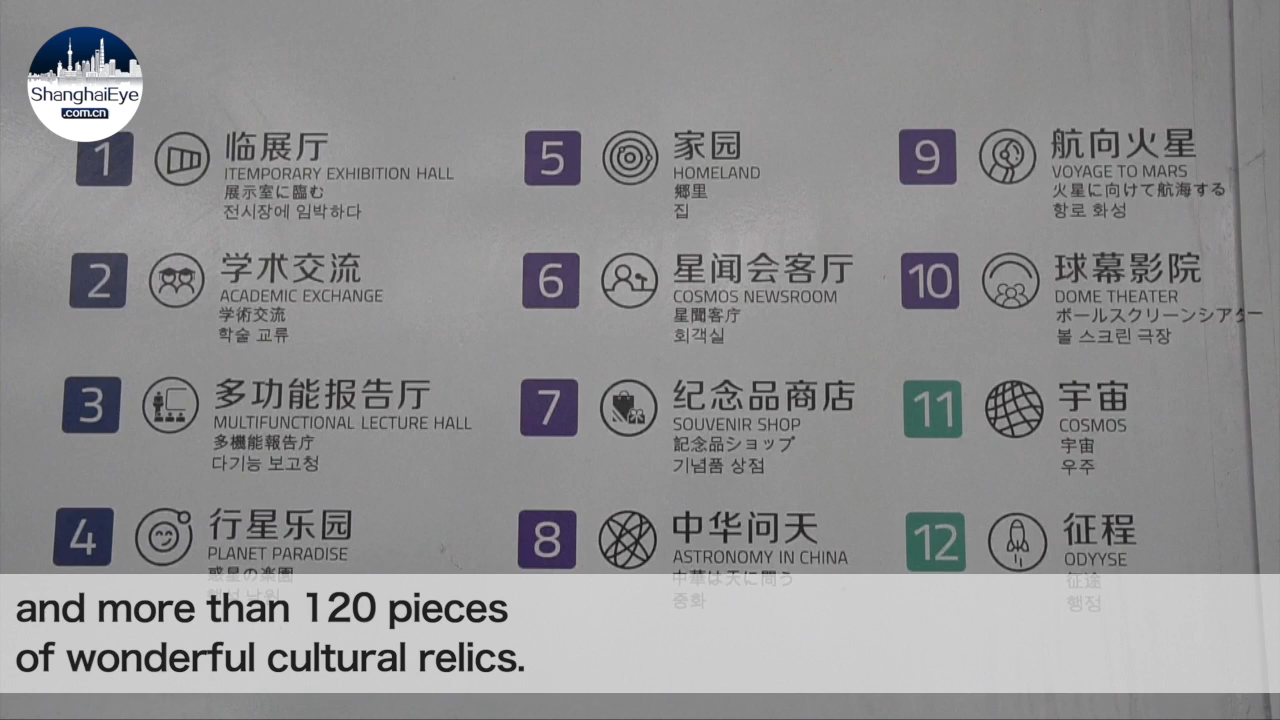 ShanghaiEye
.com.cn
1
临展厅
ITEMPORARY EXHIBITION HALL
展示室に臨む
전시장에 임박하다
2
学术交流
ACADEMIC EXCHANGE
学術交流
학술 교류
3
多功能报告厅
MULTIFUNCTIONAL LECTURE HALL
多機能報告庁
다기능 보고청
4
行星乐园
PLANET PARADISE
惑星の楽園
5
家园
HOMELAND
郷里
집
6
星闻会客厅
COSMOS NEWSROOM
星聞客庁
회객실
7
纪念品商店
SOUVENIR SHOP
記念品ショップ
기념품 상점
8
中华问天
ASTRONOMY IN CHINA
中華は天に問う
중화
9
航向火星
VOYAGE TO MARS
火星に向けて航海する
항로 화성
10
球幕影院
DOME THEATER
ボールスクリーンシアター
볼 스크린 극장
11
宇宙
COSMOS
宇宙
우주
12
征程
ODYYSE
征途
행정
and more than 120 pieces
of wonderful cultural relics.